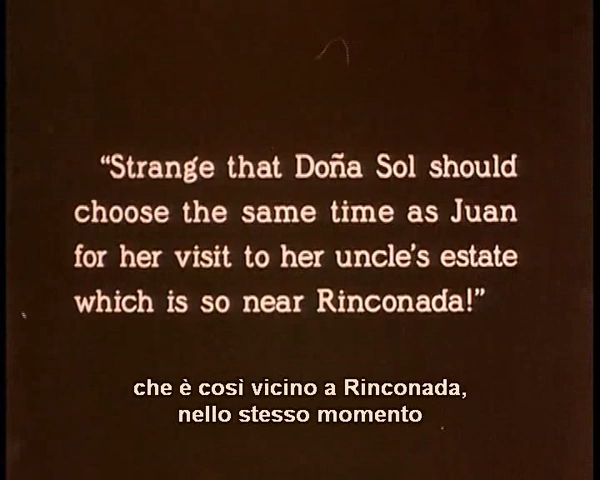 “Strange that Doña Sol should
choose the same time as Juan
for her visit to her uncle’s estate
which is so near Rinconada!”
che è così vicino a Rinconada,
nello stesso momento